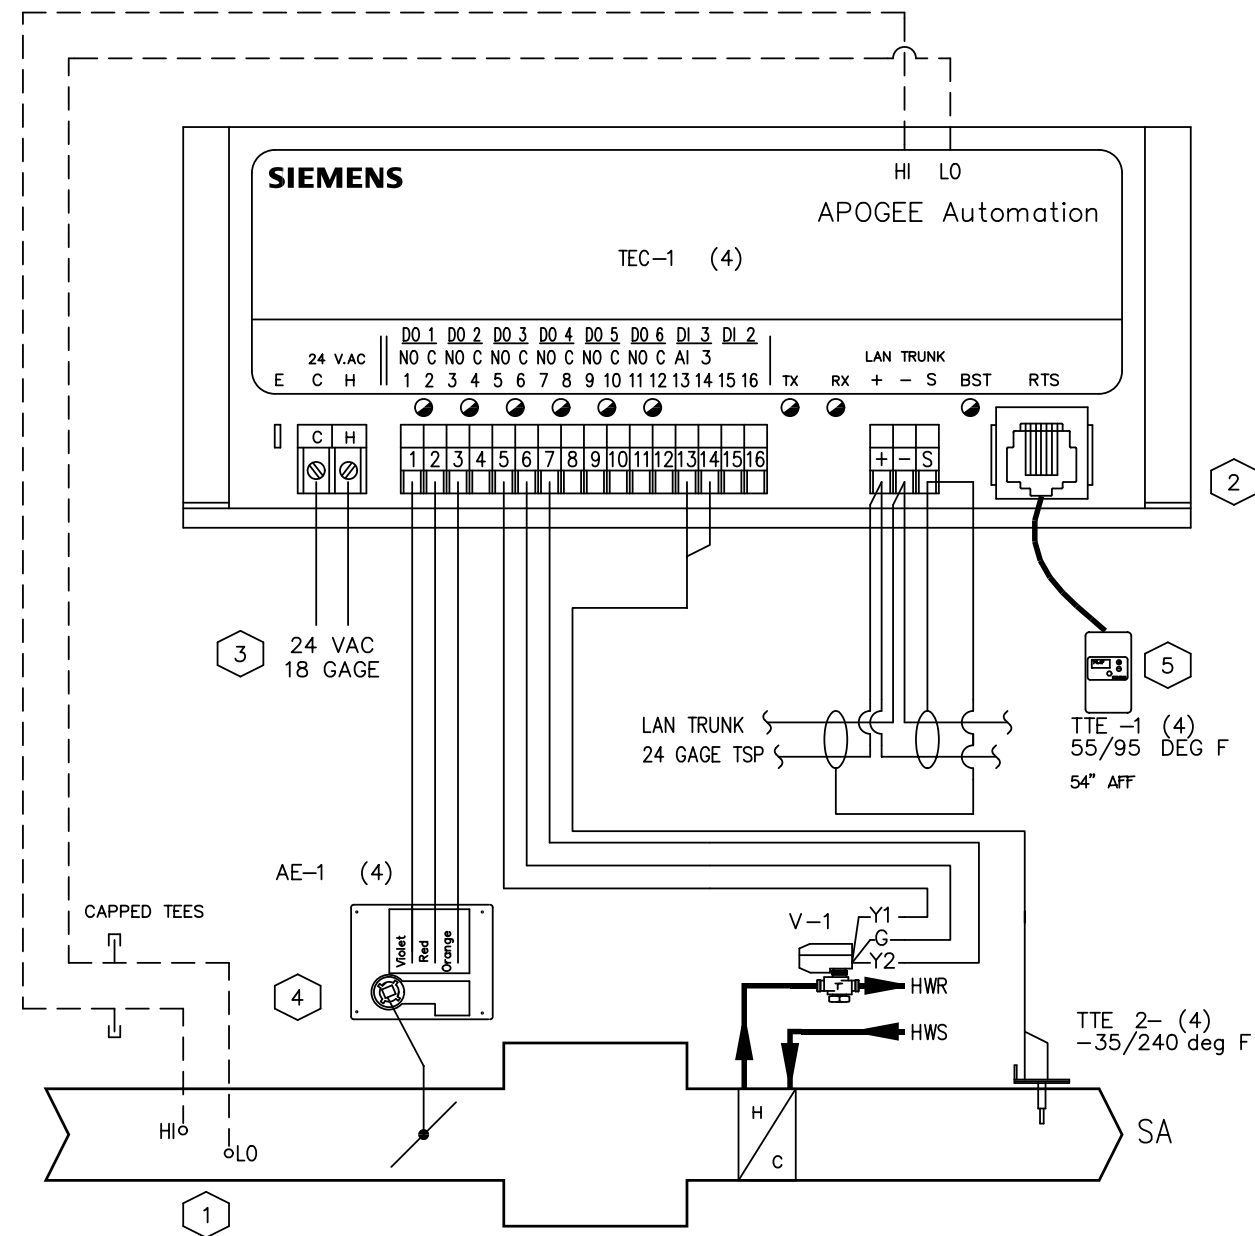 HI LO
SIEMENS
APOGEE Automation
TEC-1 (4)
DO 1 DO 2 DO 3 DO 4 DO 5 DO 6 DI 3 DI 2
24 V.AC NO C NO C NO C NO C NO C NO C AI 3 LAN TRUNK
E C H 1 2 3 4 5 6 7 8 9 10 11 12 13 14 15 16 TX RX + - S BST RTS
C H
1 2 3 4 5 6 7 8 9 10 11 12 13 14 15 16 + - S
2
3
24 VAC
18 GAGE
5
TTE -1 (4)
55/95 DEG F
54" AFF
LAN TRUNK
24 GAGE TSP
AE-1 (4)
CAPPED TEES
Violet
Red
Orange
4
V-1
Y1
G
Y2
HWR
HWS
TTE 2- (4)
-35/240 deg F
HI
LO
H
C
SA
1